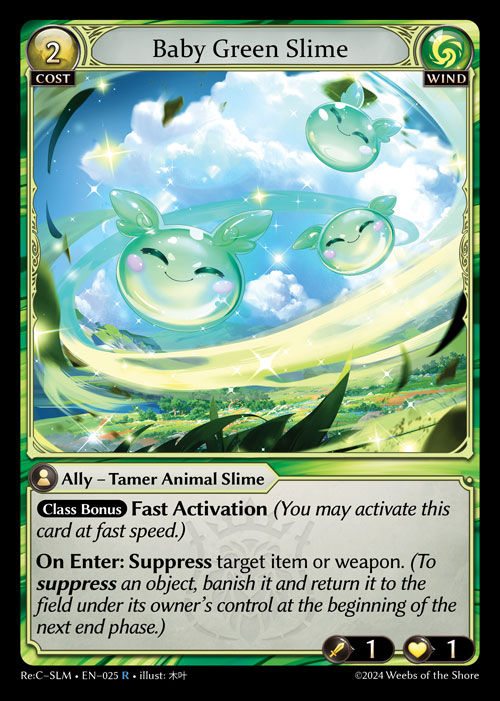 2
COST
Baby Green Slime
WIND
Ally – Tamer Animal Slime
Class Bonus Fast Activation (You may activate this
card at fast speed.)
On Enter: Suppress target item or weapon. (To
suppress an object, banish it and return it to the
field under its owner's control at the beginning of the
next end phase.)
1
1
Re:C–SLM • EN–025 R • illust: 木叶
©2024 Weebs of the Shore